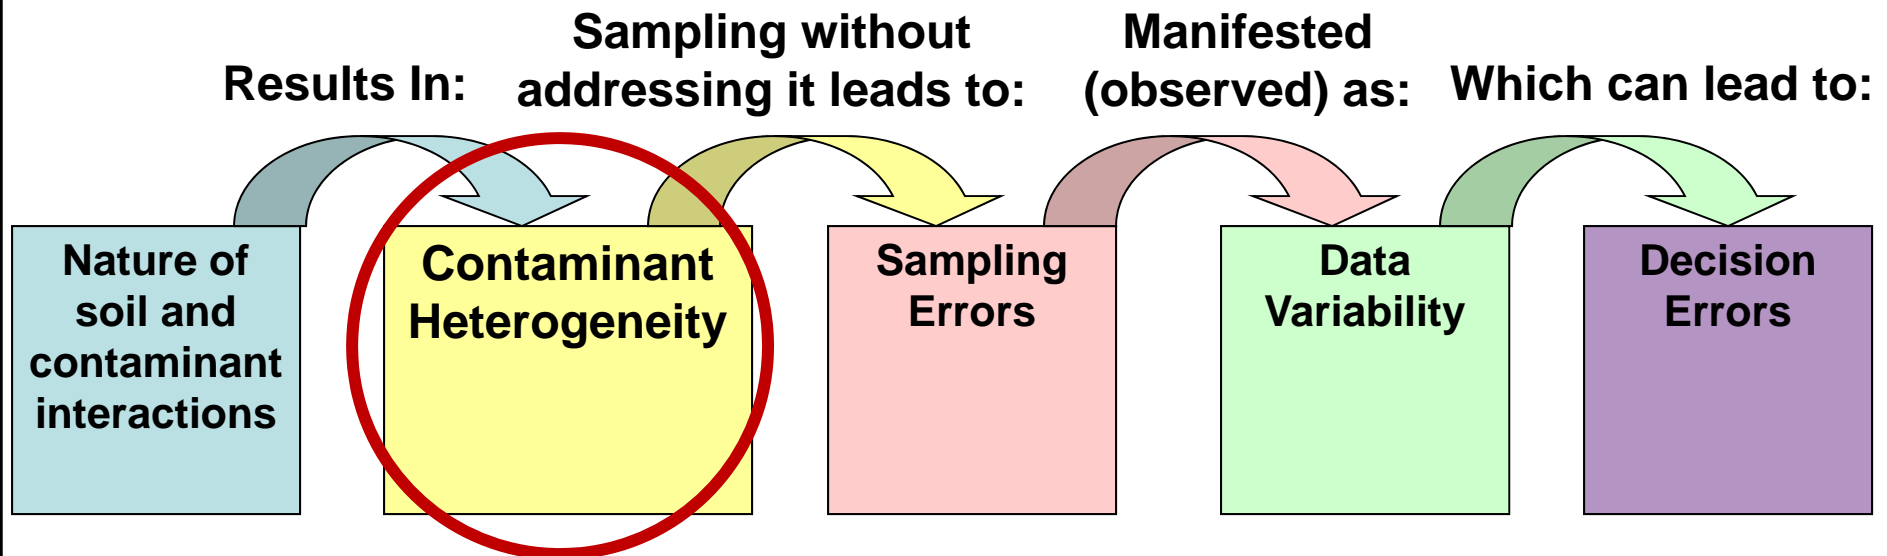 Results In:
Sampling without
addressing it leads to:
Manifested
(observed) as:
Which can lead to:
Nature of
soil and
contaminant
interactions
Contaminant
Heterogeneity
Sampling
Errors
Data
Variability
Decision
Errors